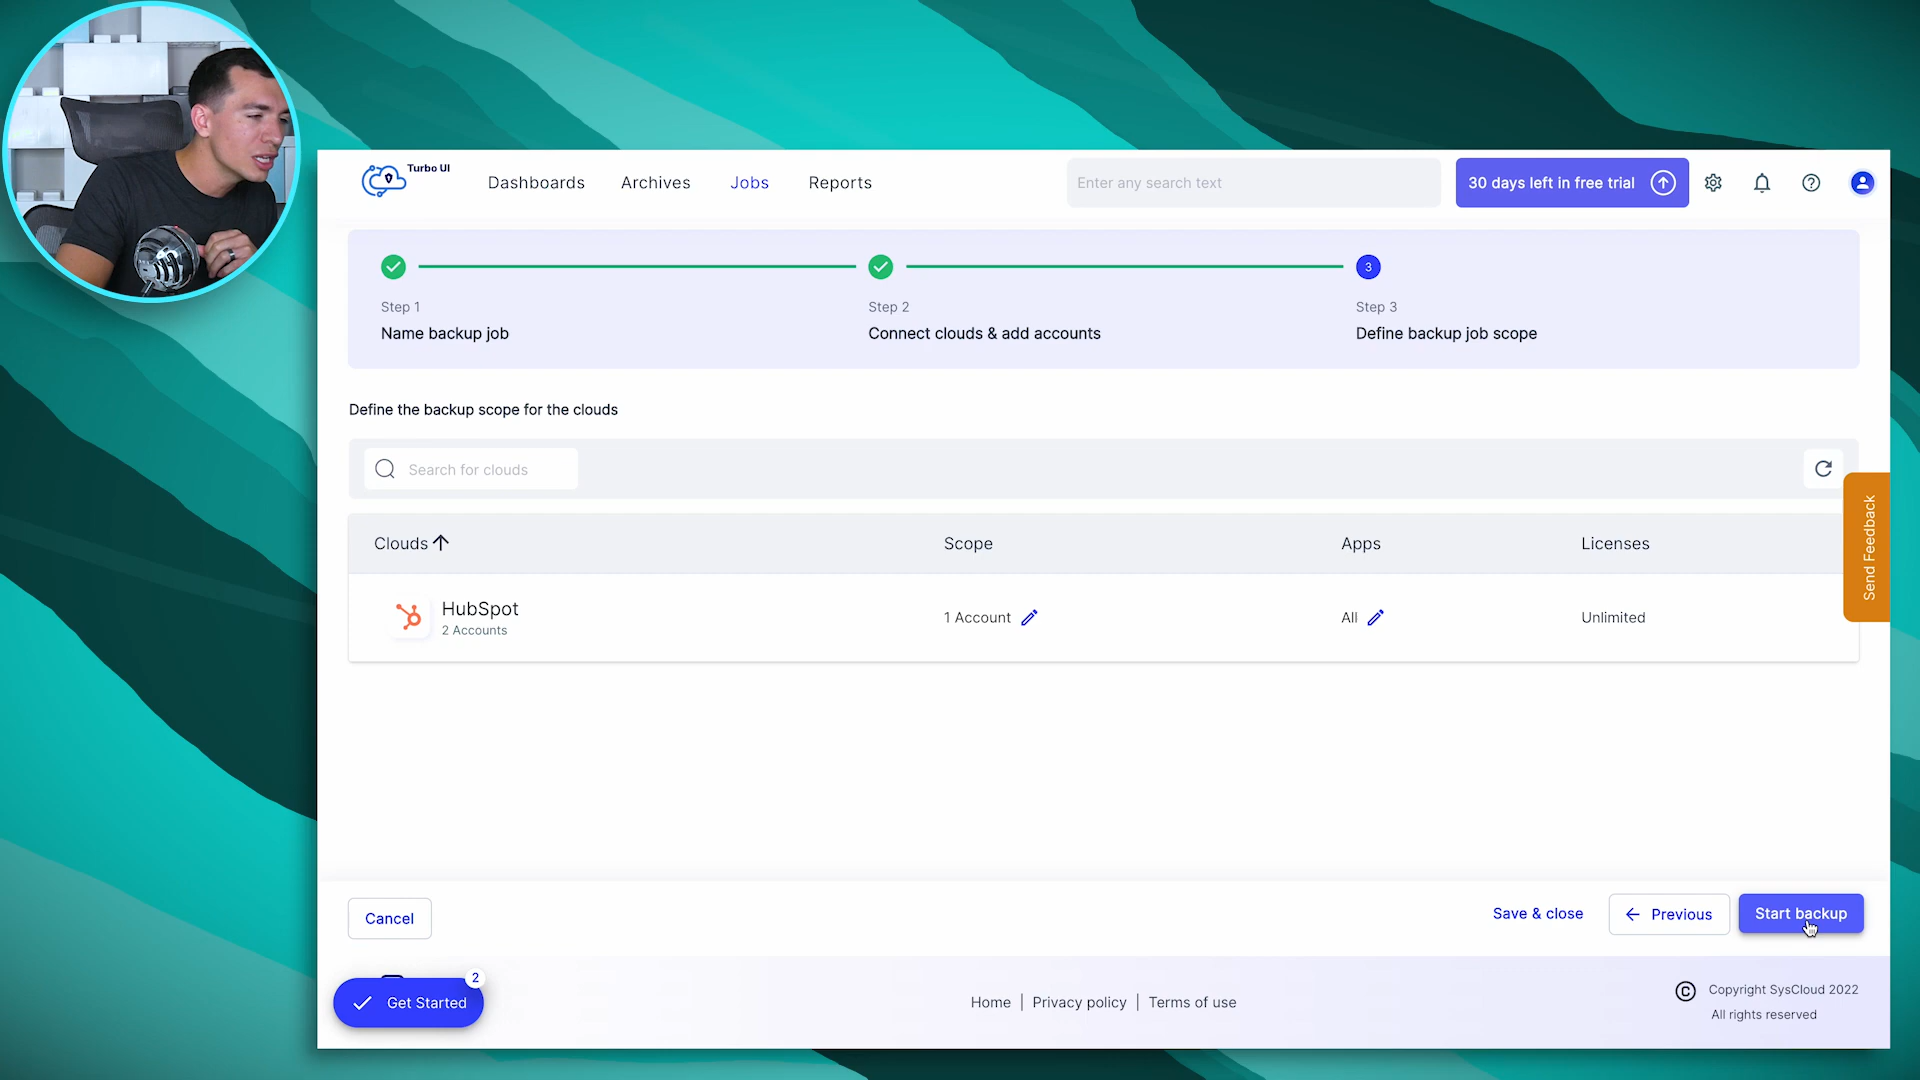 Turbo UI
Dashboards
Archives
Jobs
Reports
Enter any search text
30 days left in free trial
3
Step 1
Step 2
Step 3
Name backup job
Connect clouds & add accounts
Define backup job scope
Define the backup scope for the clouds
Search for clouds
Send Feedback
Clouds
Scope
Apps
Licenses
HubSpot
2 Accounts
1 Account
All
Unlimited
Cancel
Save & close
Previous
Start backup
2
Get Started
Home | Privacy policy | Terms of use
© Copyright SysCloud 2022
All rights reserved